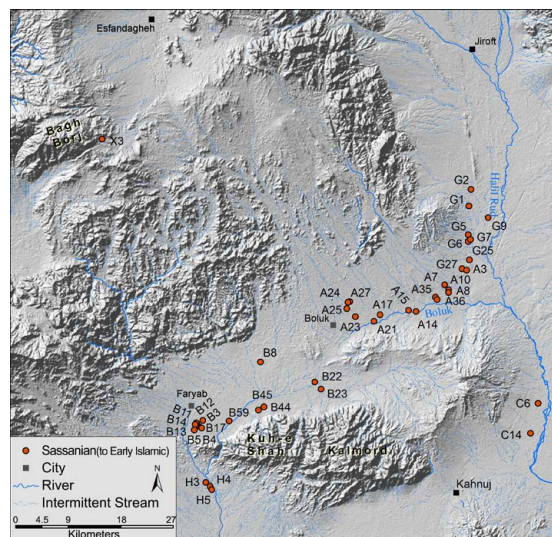 Esfandagheh
Jiroft
Bagh
Borj
X3
G2
G1
Halil Rud
G9
G5
G7
G6
G25
G27
A3
A7
A10
A8
A35
A36
A15
A24
A27
A17
A25
A14
Boluk
Boluk
A23
A21
B8
B22
B23
Faryab
B45
B12
B11
B3
B59
B44
B14
B17
B13
B5
B4
C6
Kuh-e
Shah
Kalmord
C14
H3
H4
H5
Kahnuj
Sassanian(to Early Islamic)
City
N
River
Intermittent Stream
0 4.5 9 18 27
Kilometers